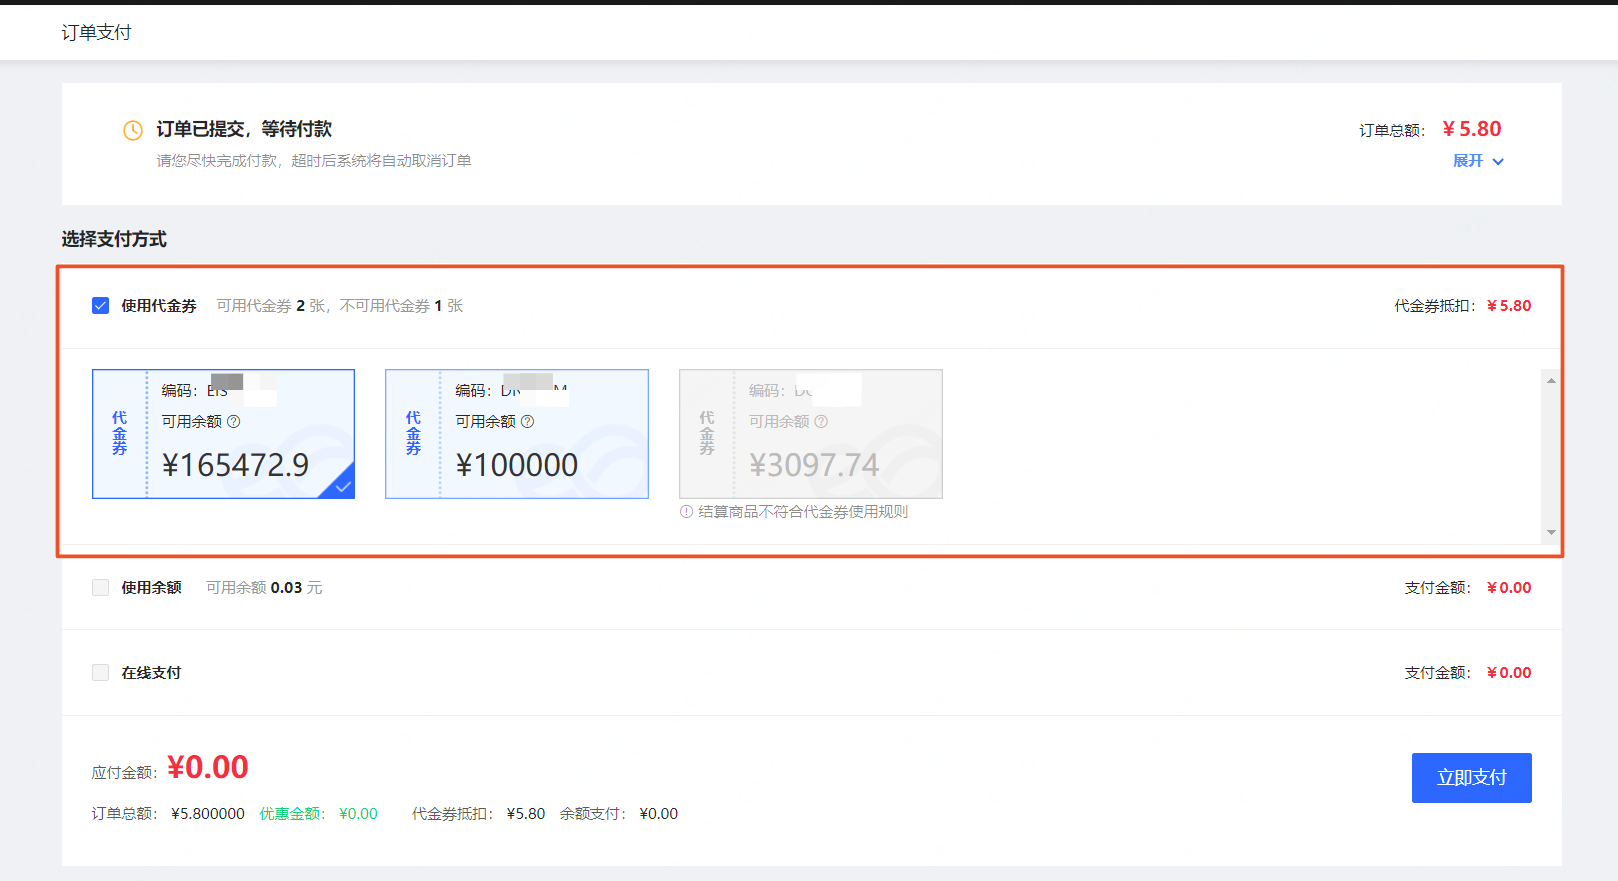 订单支付
订单已提交，等待付款
请您尽快完成付款，超时后系统将自动取消订单
订单总额： ¥ 5.80
展开
选择支付方式
使用代金券 可用代金券 2 张，不可用代金券 1 张 代金券抵扣： ¥ 5.80
代金券
编码：
可用余额
¥165472.9
代金券
编码：
可用余额
¥100000
代金券
编码：
可用余额
¥3097.74
结算商品不符合代金券使用规则
使用余额 可用余额 0.03 元 支付金额： ¥ 0.00
在线支付 支付金额： ¥ 0.00
应付金额： ¥0.00
立即支付
订单总额： ¥5.800000 优惠金额： ¥0.00 代金券抵扣： ¥5.80 余额支付： ¥0.00